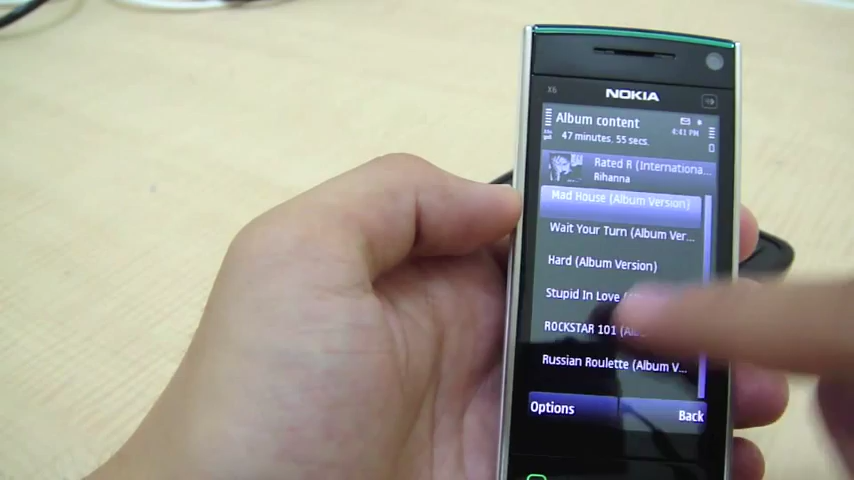 X6
NOKIA
Album content
47 minutes, 55 secs.
4:41 PM
Rated R (Internationa...
Rihanna
Mad House (Album Version)
Wait Your Turn (Album Ver...
Hard (Album Version)
Stupid In Love
ROCKSTAR 101
Russian Roulette (Album V...
Options
Back